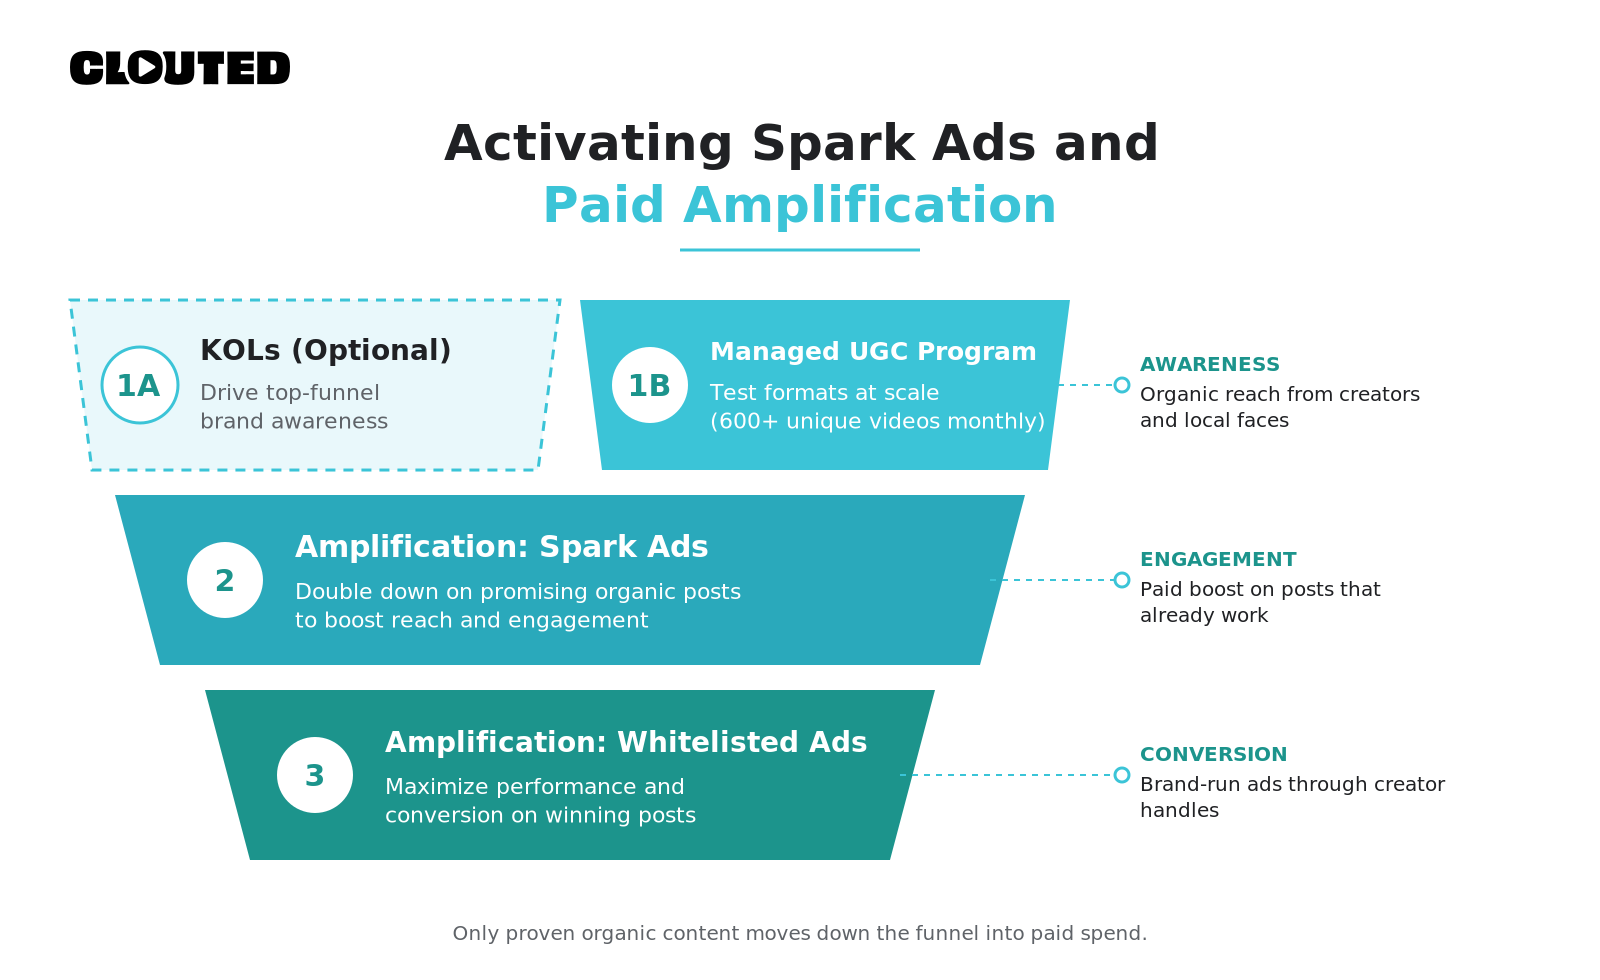 CLOUTED
Activating Spark Ads and
Paid Amplification
1A
KOLs (Optional)
Drive top-funnel
brand awareness
1B
Managed UGC Program
Test formats at scale
(600+ unique videos monthly)
AWARENESS
Organic reach from creators
and local faces
2
Amplification: Spark Ads
Double down on promising organic posts
to boost reach and engagement
ENGAGEMENT
Paid boost on posts that
already work
3
Amplification: Whitelisted Ads
Maximize performance and
conversion on winning posts
CONVERSION
Brand-run ads through creator
handles
Only proven organic content moves down the funnel into paid spend.